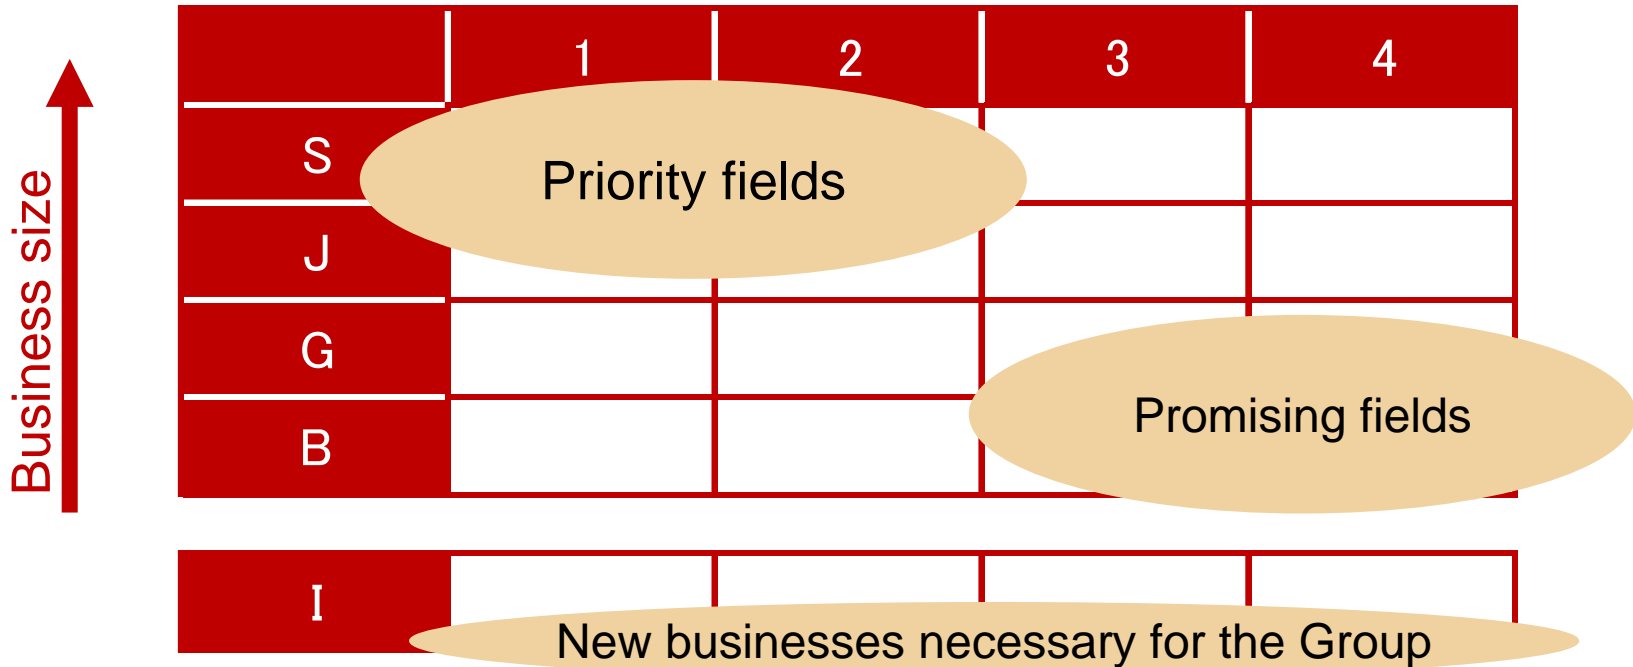 1 2 3 4
S
Priority fields
J
G
Promising fields
B
I
New businesses necessary for the Group
Business size